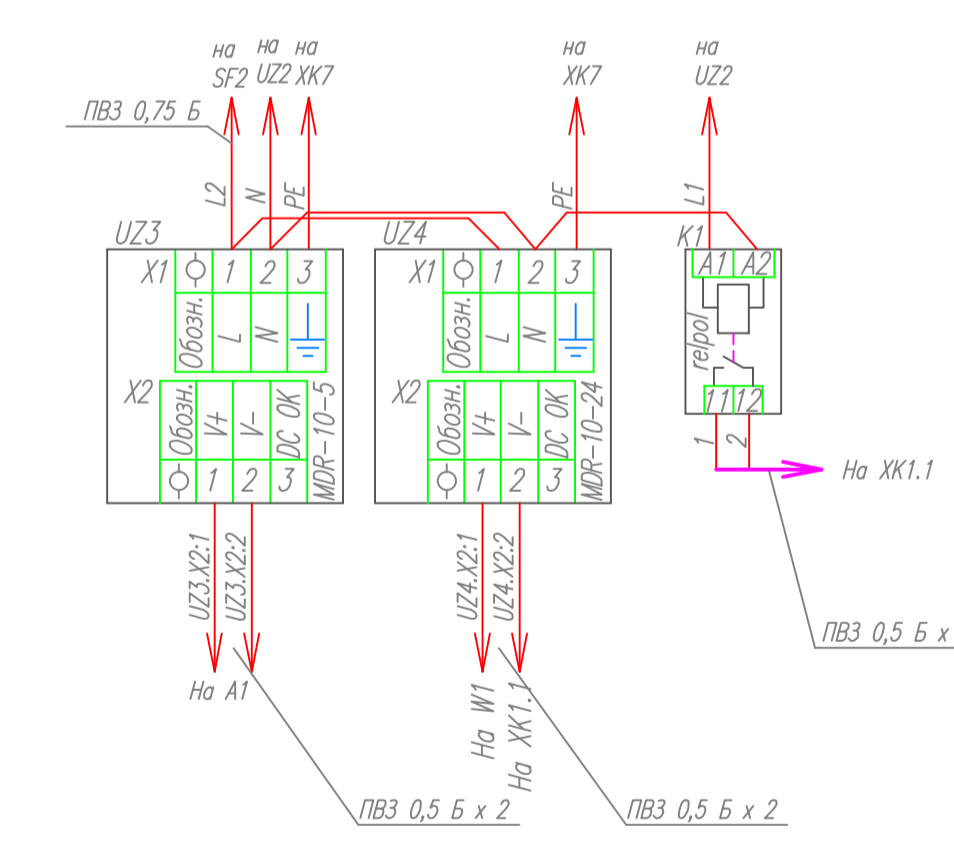 на
SF2
на
UZ2
на
XK7
на
XK7
на
UZ2
ПВ3 0,75 Б
L2
N
PE
PE
L1
UZ3
X1
1
2
3
Обозн.
L
N
X2
Обозн.
V+
V-
DC OK
1
2
3
MDR-10-5
UZ4
X1
1
2
3
Обозн.
L
N
X2
Обозн.
V+
V-
DC OK
1
2
3
MDR-10-24
K1
A1
A2
relpol
11
12
1
2
На XK1.1
UZ3.X2:1
UZ3.X2:2
UZ4.X2:1
UZ4.X2:2
ПВ3 0,5 Б х
На A1
На W1
На XK1.1
ПВ3 0,5 Б х 2
ПВ3 0,5 Б х 2